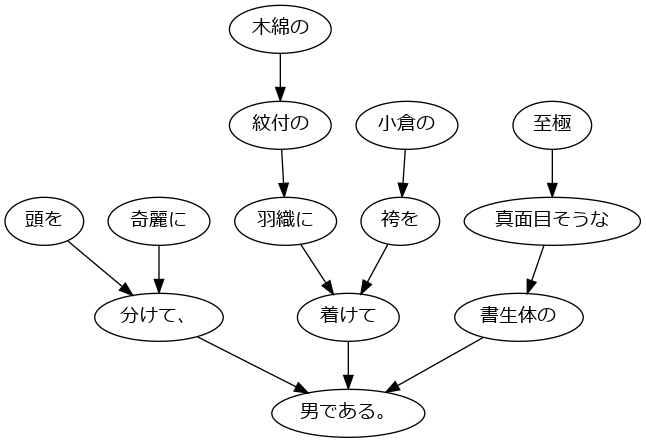 木綿の
紋付の
小倉の
至極
頭を
奇麗に
羽織に
袴を
真面目そうな
分けて、
着けて
書生体の
男である。